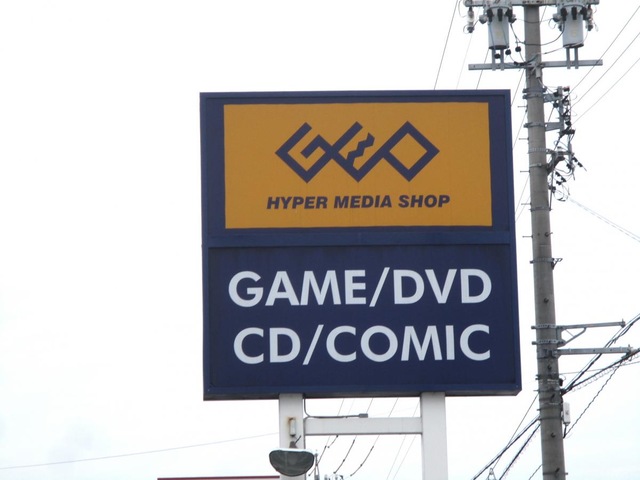 GEO
HYPER MEDIA SHOP
GAME/DVD
CD/COMIC